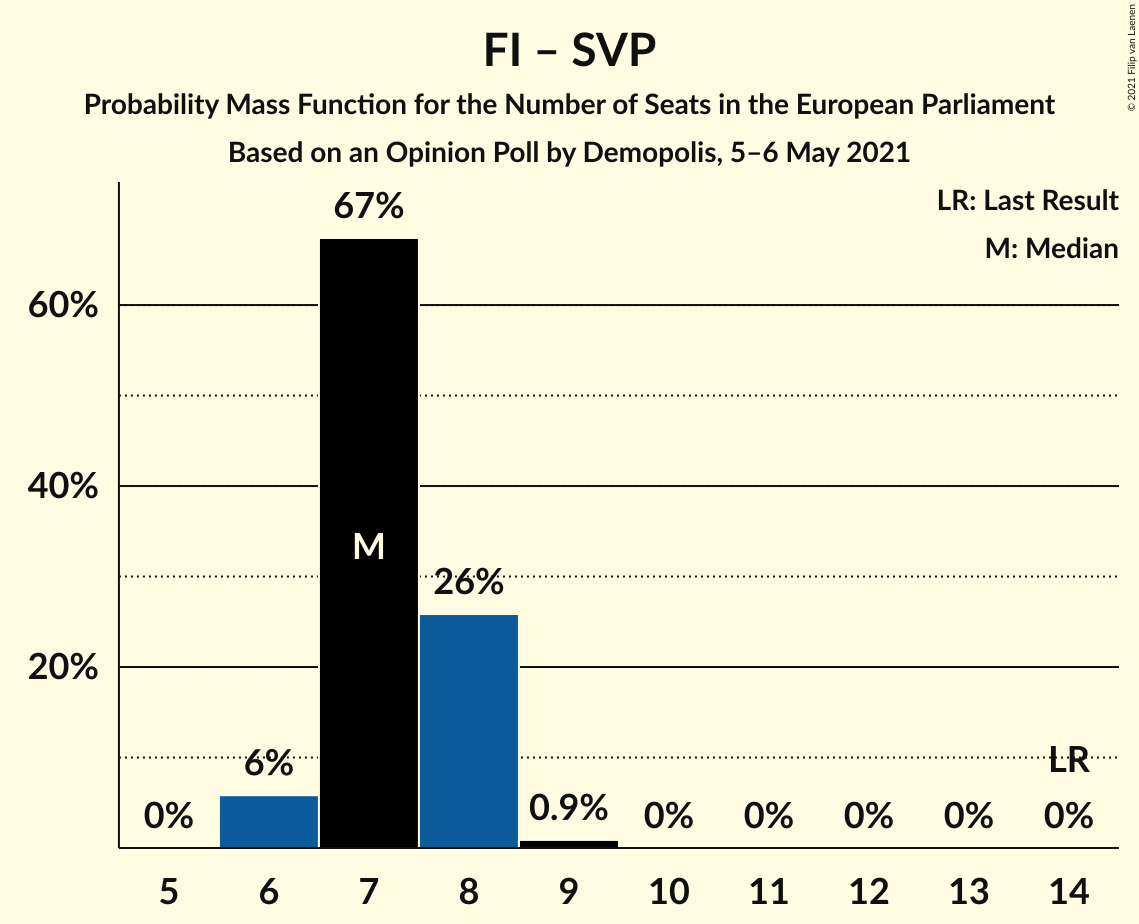 FI – SVP
Probability Mass Function for the Number of Seats in the European Parliament
Based on an Opinion Poll by Demopolis, 5–6 May 2021
© 2021 Filip van Laenen
LR: Last Result
M: Median
67%
60%
40%
M
26%
20%
6%
LR
0%
0.9%
0%
0%
0%
0%
0%
5 6 7 8 9 10 11 12 13 14